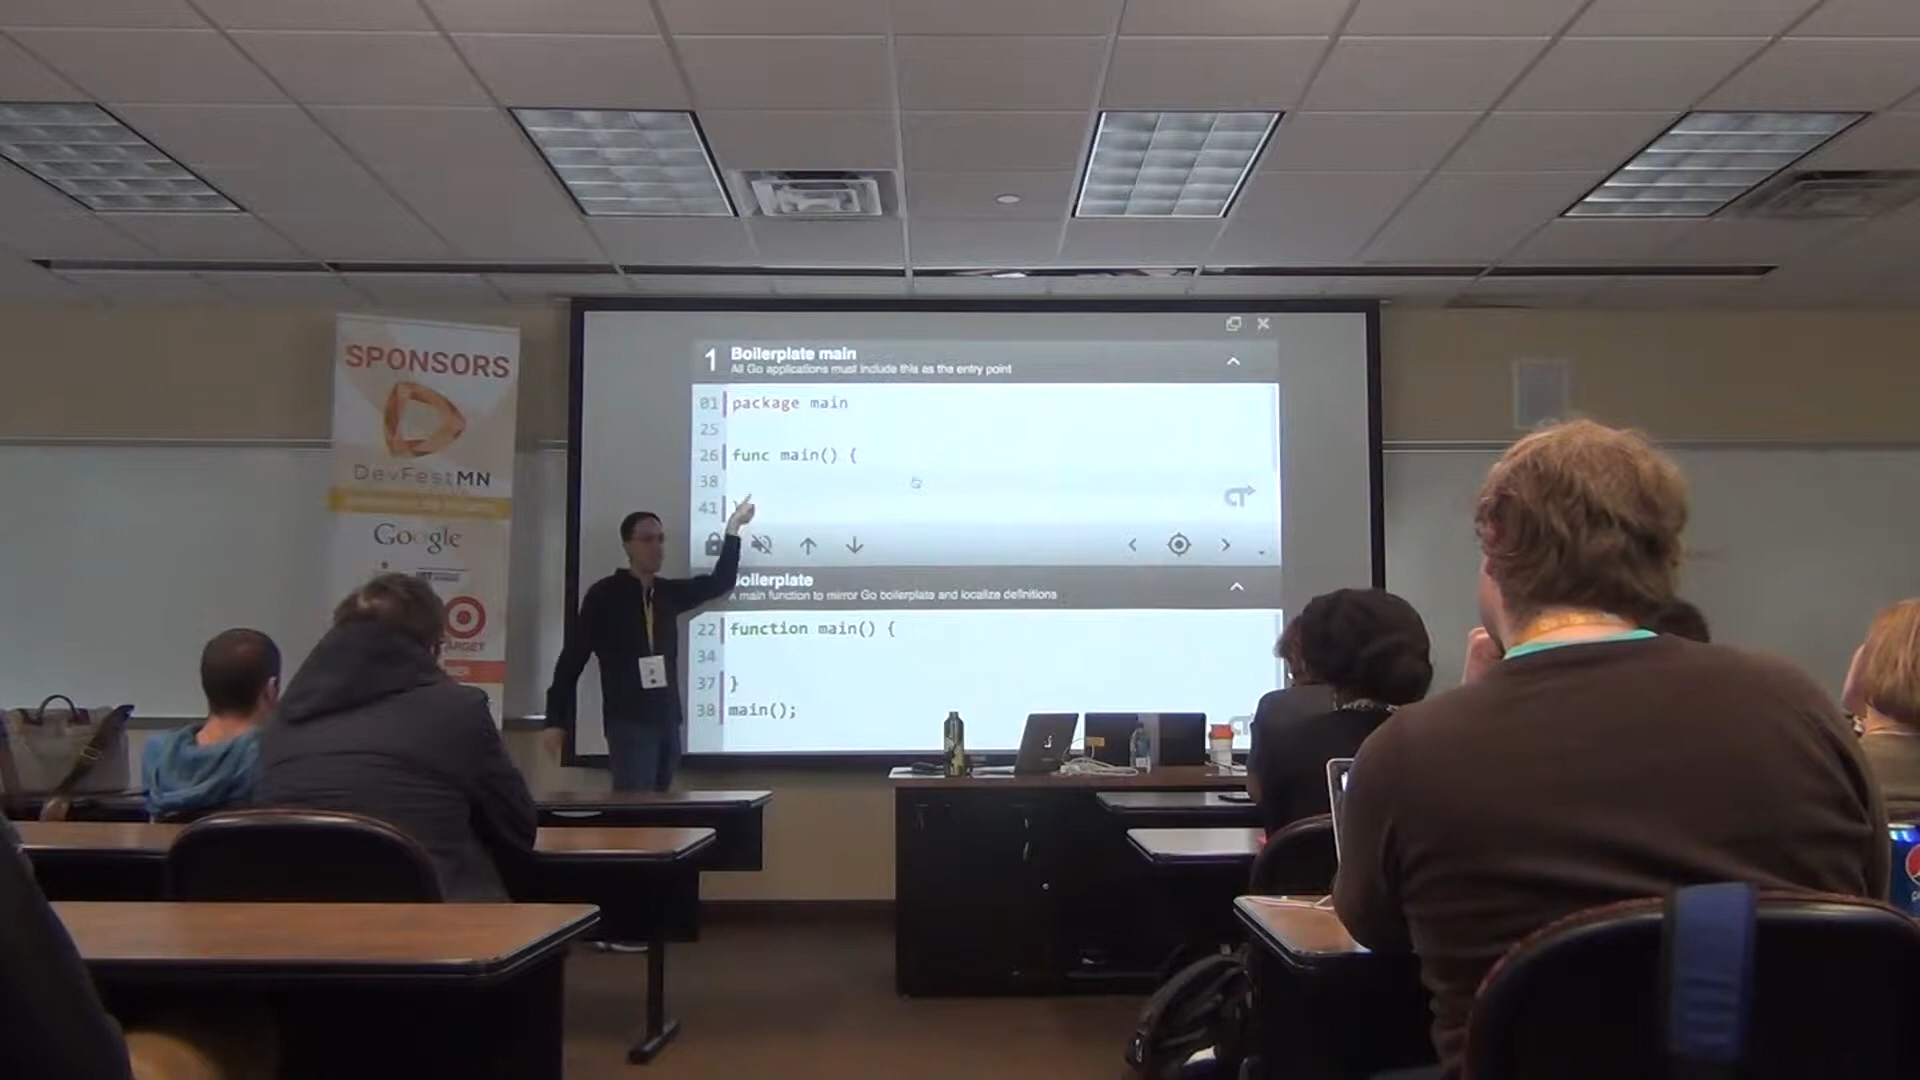 SPONSORS
DevFestMN
Google
1
Boilerplate main
All Go applications must include this as the entry point
01 package main
25
26 func main() {
38
41
Boilerplate
A main function to mirror Go boilerplate and localize definitions
22 function main() {
34
37 }
38 main();